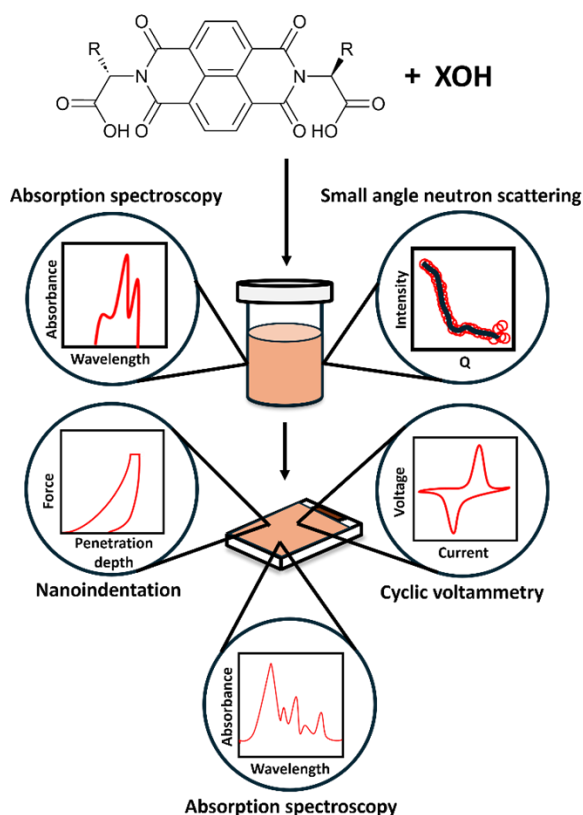 R
O
N
O
O
OH
O
O
N
O
R
O
HO
+ XOH
Absorption spectroscopy
Absorbance
Wavelength
Small angle neutron scattering
Intensity
Q
Force
Penetration
depth
Nanoindentation
Voltage
Current
Cyclic voltammetry
Absorbance
Wavelength
Absorption spectroscopy